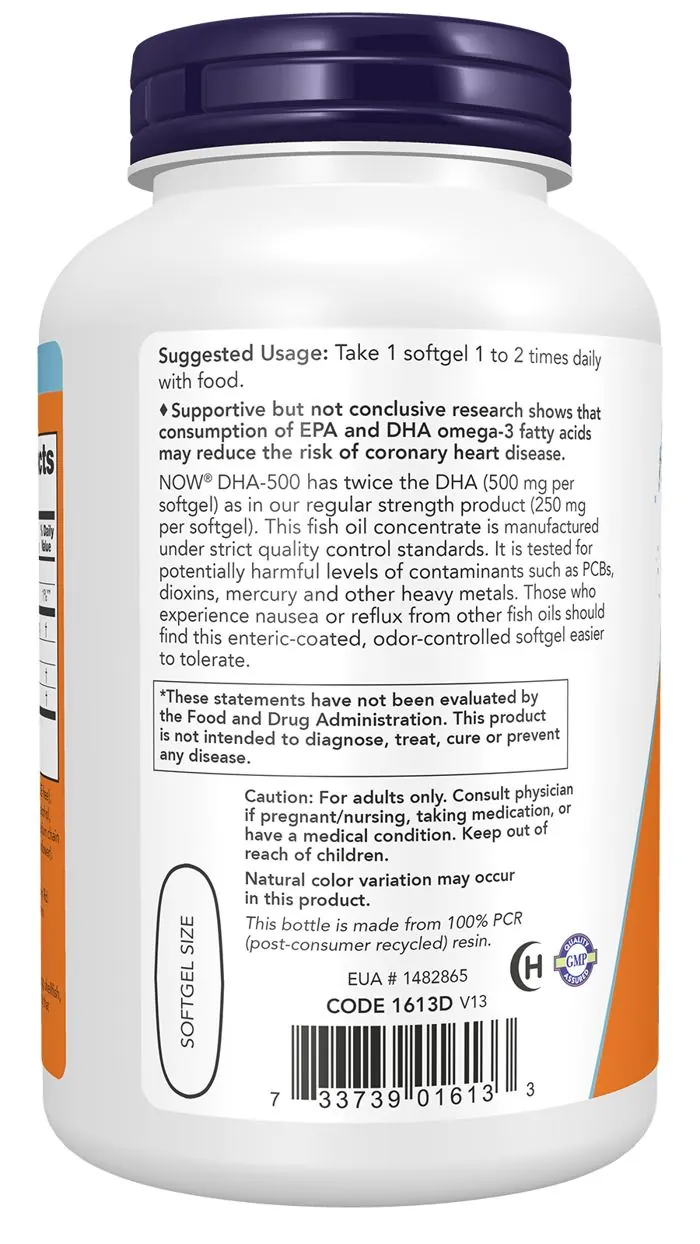 Suggested Usage: Take 1 softgel 1 to 2 times daily
with food.
♦Supportive but not conclusive research shows that
consumption of EPA and DHA omega-3 fatty acids
may reduce the risk of coronary heart disease.
NOW® DHA-500 has twice the DHA (500 mg per
softgel) as in our regular strength product (250 mg
per softgel). This fish oil concentrate is manufactured
under strict quality control standards. It is tested for
potentially harmful levels of contaminants such as PCBs,
dioxins, mercury and other heavy metals. Those who
experience nausea or reflux from other fish oils should
find this enteric-coated, odor-controlled softgel easier
to tolerate.
*These statements have not been evaluated by
the Food and Drug Administration. This product
is not intended to diagnose, treat, cure or prevent
any disease.
Caution: For adults only. Consult physician
if pregnant/nursing, taking medication, or
have a medical condition. Keep out of
reach of children.
Natural color variation may occur
in this product.
This bottle is made from 100% PCR
(post-consumer recycled) resin.
SOFTGEL SIZE
H
QUALITY
GMP
ASSURED
EUA # 1482865
CODE 1613D V13
7 33739 01613 3
% Daily
Value